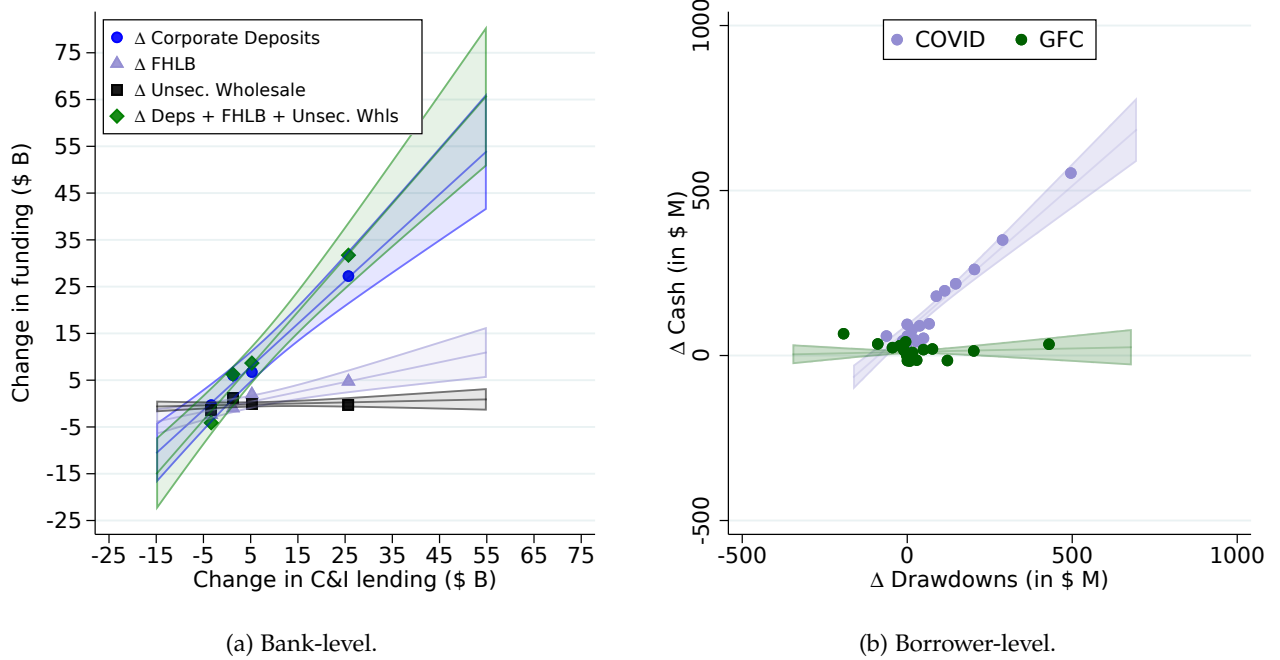 Δ Corporate Deposits
Δ FHLB
Δ Unsec. Wholesale
Δ Deps + FHLB + Unsec. Whls
Change in funding ($ B)
75
65
55
45
35
25
15
5
-5
-15
-25
-25 -15 -5 5 15 25 35 45 55 65 75
Change in C&I lending ($ B)
(a) Bank-level.
COVID GFC
Δ Cash (in $ M)
1000
500
0
-500
-500 0 500 1000
Δ Drawdowns (in $ M)
(b) Borrower-level.